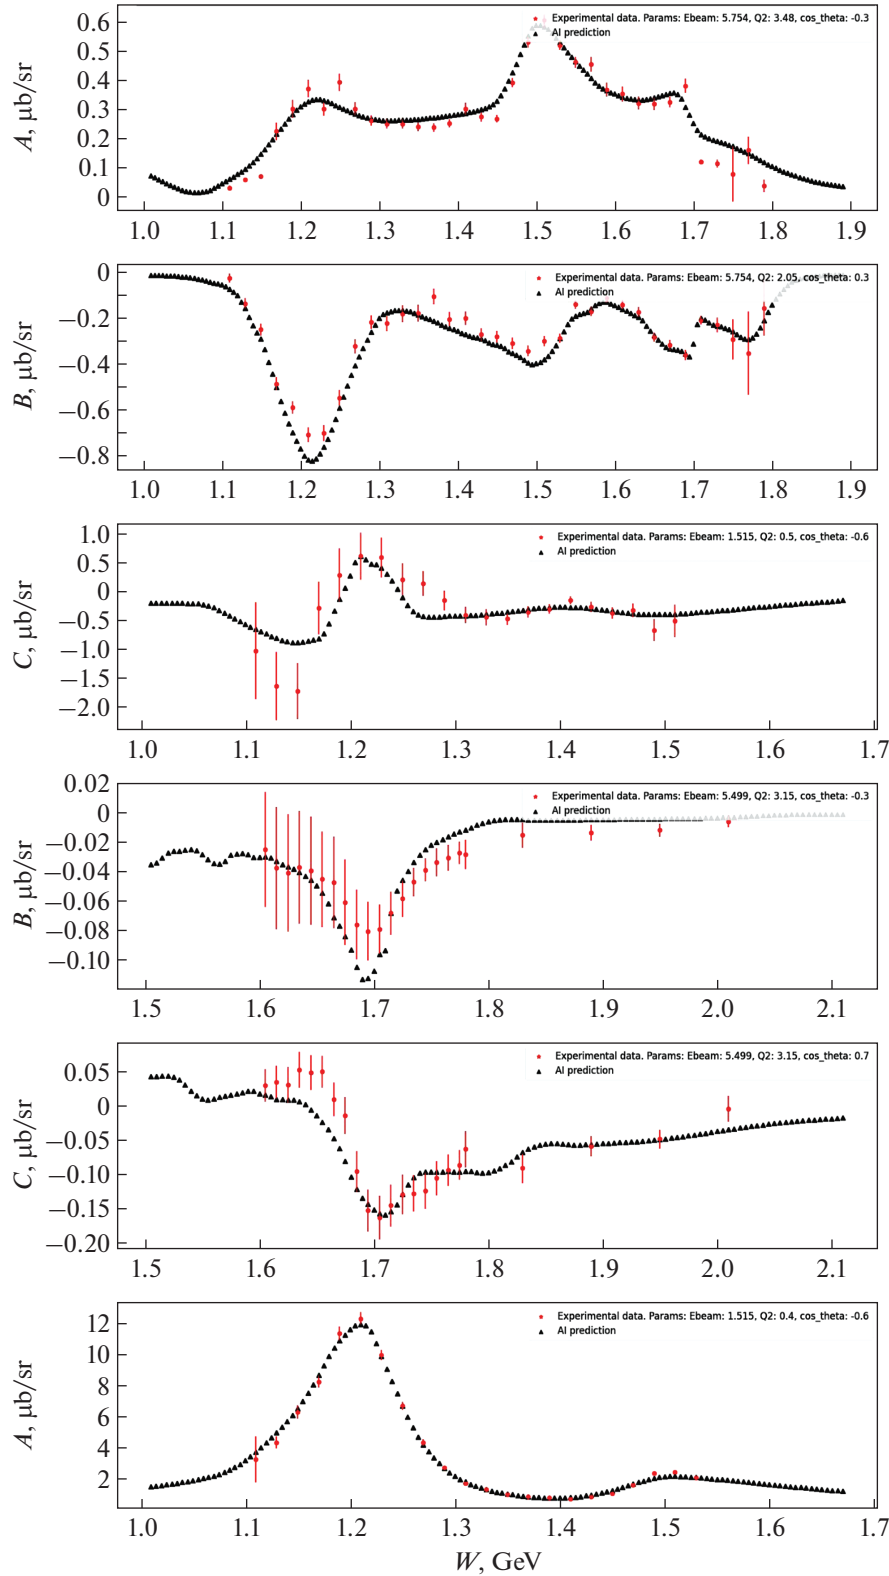 0.6
0.5
0.4
0.3
0.2
0.1
0
A, μb/sr
Experimental data. Params: Ebeam: 5.754, Q2: 3.48, cos_theta: -0.3
AI prediction
1.0 1.1 1.2 1.3 1.4 1.5 1.6 1.7 1.8 1.9
0
−0.2
−0.4
−0.6
−0.8
B, μb/sr
Experimental data. Params: Ebeam: 5.754, Q2: 2.05, cos_theta: 0.3
AI prediction
1.0 1.1 1.2 1.3 1.4 1.5 1.6 1.7 1.8 1.9
1.0
0.5
0
−0.5
−1.0
−1.5
−2.0
C, μb/sr
Experimental data. Params: Ebeam: 1.515, Q2: 0.5, cos_theta: -0.6
AI prediction
1.0 1.1 1.2 1.3 1.4 1.5 1.6 1.7
0.02
0
−0.02
−0.04
−0.06
−0.08
−0.10
B, μb/sr
Experimental data. Params: Ebeam: 5.499, Q2: 3.15, cos_theta: -0.3
AI prediction
1.5 1.6 1.7 1.8 1.9 2.0 2.1
0.05
0
−0.05
−0.10
−0.15
−0.20
C, μb/sr
Experimental data. Params: Ebeam: 5.499, Q2: 3.15, cos_theta: 0.7
AI prediction
1.5 1.6 1.7 1.8 1.9 2.0 2.1
12
10
8
6
4
2
A, μb/sr
Experimental data. Params: Ebeam: 1.515, Q2: 0.4, cos_theta: -0.6
AI prediction
1.0 1.1 1.2 1.3 1.4 1.5 1.6 1.7
W, GeV